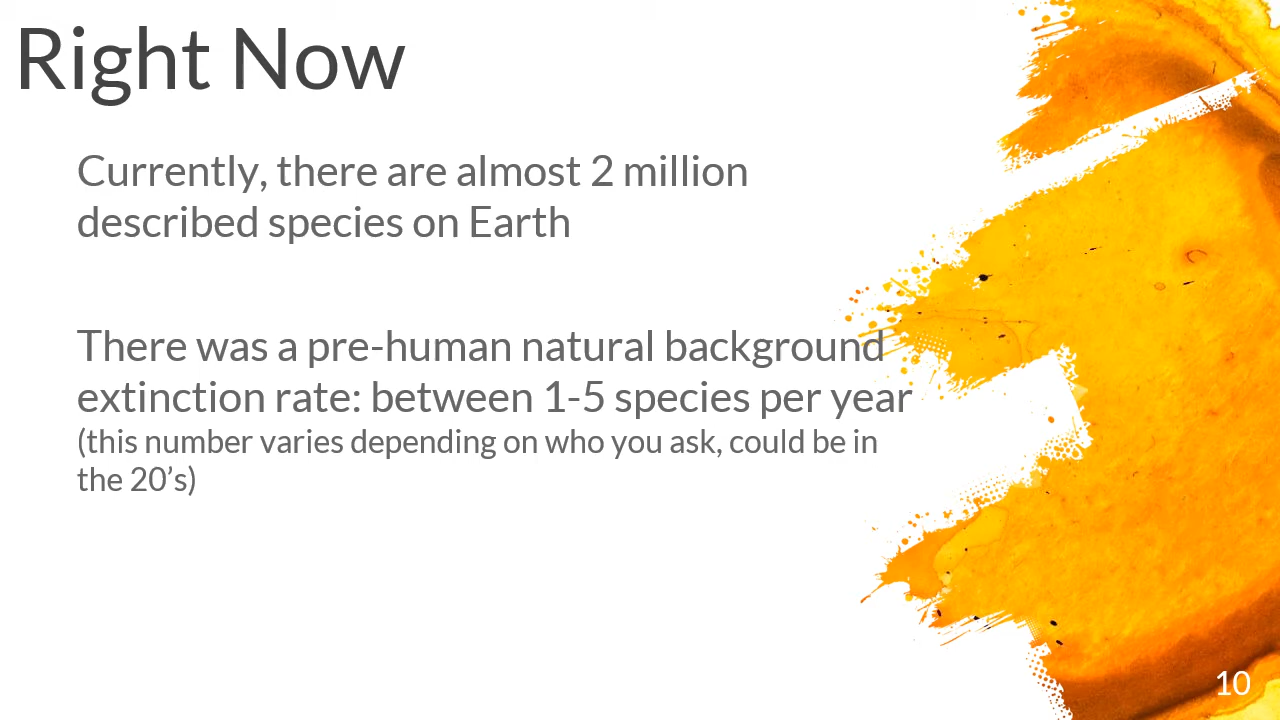 Right Now
Currently, there are almost 2 million
described species on Earth
There was a pre-human natural background
extinction rate: between 1-5 species per year
(this number varies depending on who you ask, could be in
the 20’s)
10